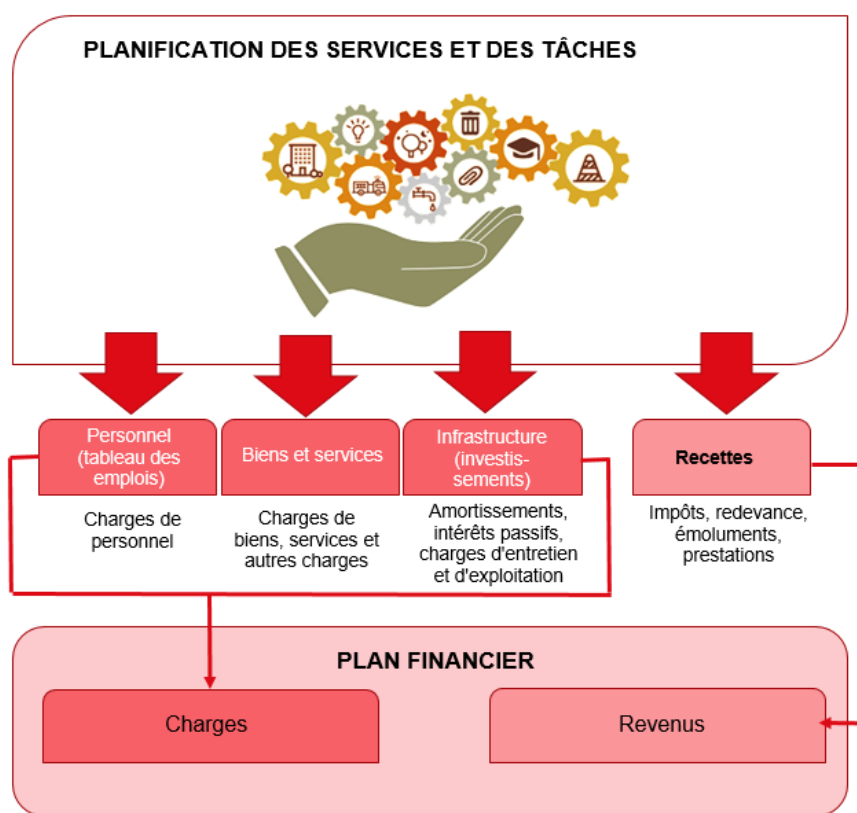 PLANIFICATION DES SERVICES ET DES TÂCHES
Personnel
(tableau des
emplois)
Charges de
personnel
Biens et services
Charges de
biens, services et
autres charges
Infrastructure
(investis-
sements)
Amortissements,
intérêts passifs,
charges d'entretien
et d'exploitation
Recettes
Impôts, redevance,
émoluments,
prestations
PLAN FINANCIER
Charges
Revenus